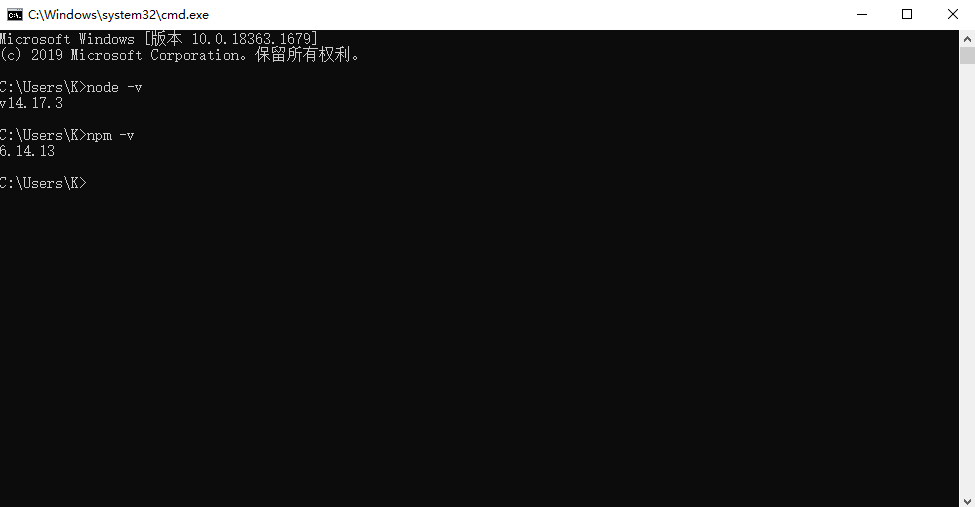 C:\Windows\system32\cmd.exe
Microsoft Windows [版本 10.0.18363.1679]
(c) 2019 Microsoft Corporation。保留所有权利。
C:\Users\K>node -v
v14.17.3
C:\Users\K>npm -v
6.14.13
C:\Users\K>